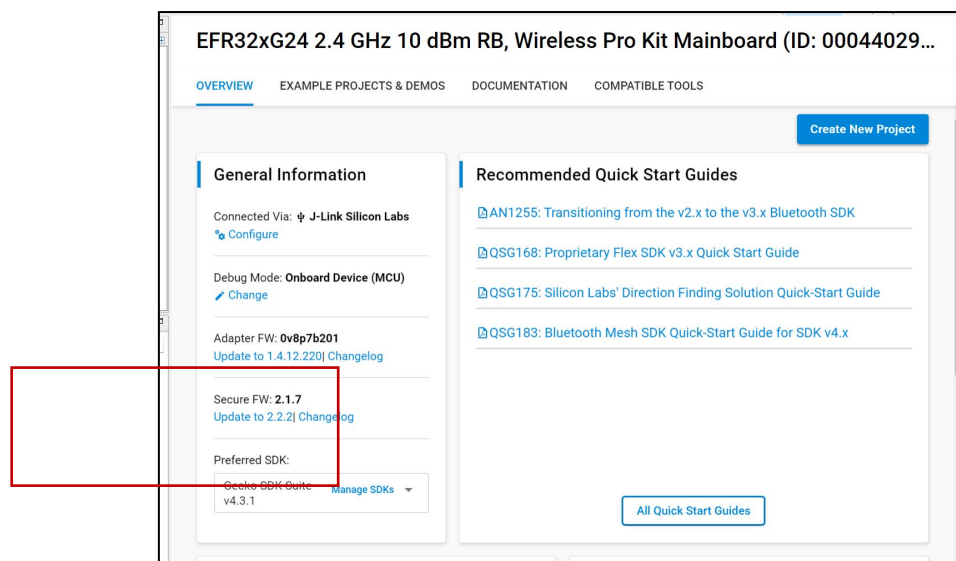 EFR32xG24 2.4 GHz 10 dBm RB, Wireless Pro Kit Mainboard (ID: 00044029...
OVERVIEW EXAMPLE PROJECTS & DEMOS DOCUMENTATION COMPATIBLE TOOLS
Create New Project
General Information
Connected Via: J-Link Silicon Labs
Configure
Debug Mode: Onboard Device (MCU)
Change
Adapter FW: 0v8p7b201
Update to 1.4.12.220| Changelog
Secure FW: 2.1.7
Update to 2.2.2| Changelog
Preferred SDK:
Gecko SDK Suite
v4.3.1
Manage SDKs
Recommended Quick Start Guides
AN1255: Transitioning from the v2.x to the v3.x Bluetooth SDK
QSG168: Proprietary Flex SDK v3.x Quick Start Guide
QSG175: Silicon Labs' Direction Finding Solution Quick-Start Guide
QSG183: Bluetooth Mesh SDK Quick-Start Guide for SDK v4.x
All Quick Start Guides